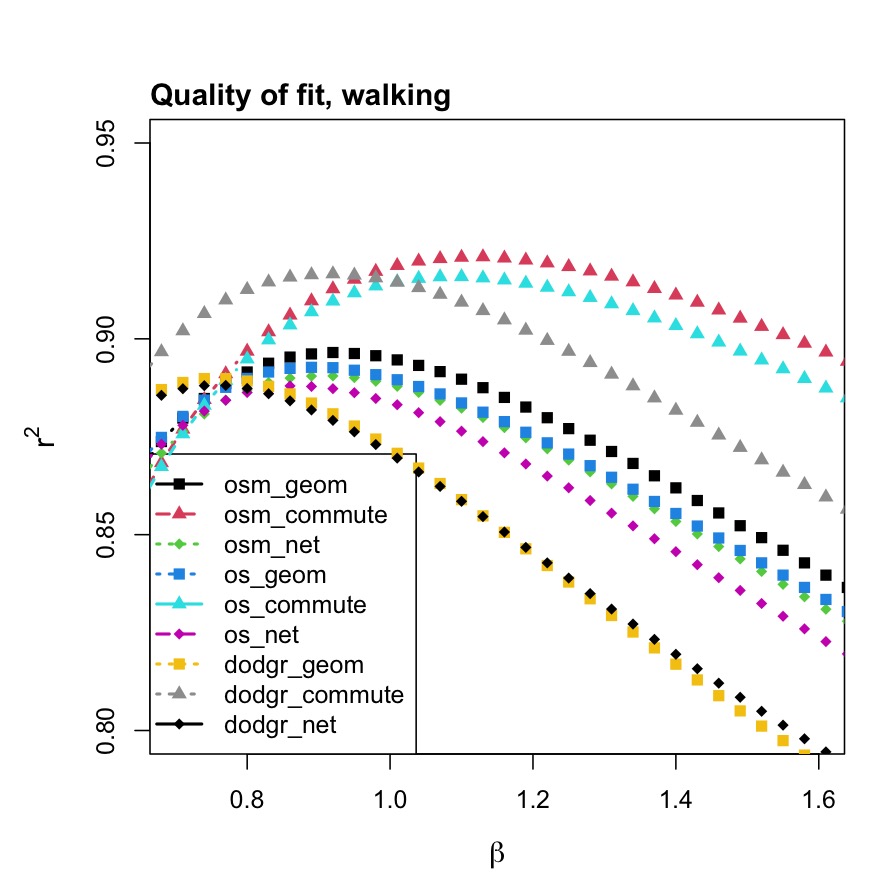 Quality of fit, walking
0.95
0.90
0.85
0.80
r²
osm_geom
osm_commute
osm_net
os_geom
os_commute
os_net
dodgr_geom
dodgr_commute
dodgr_net
0.8 1.0 1.2 1.4 1.6
β